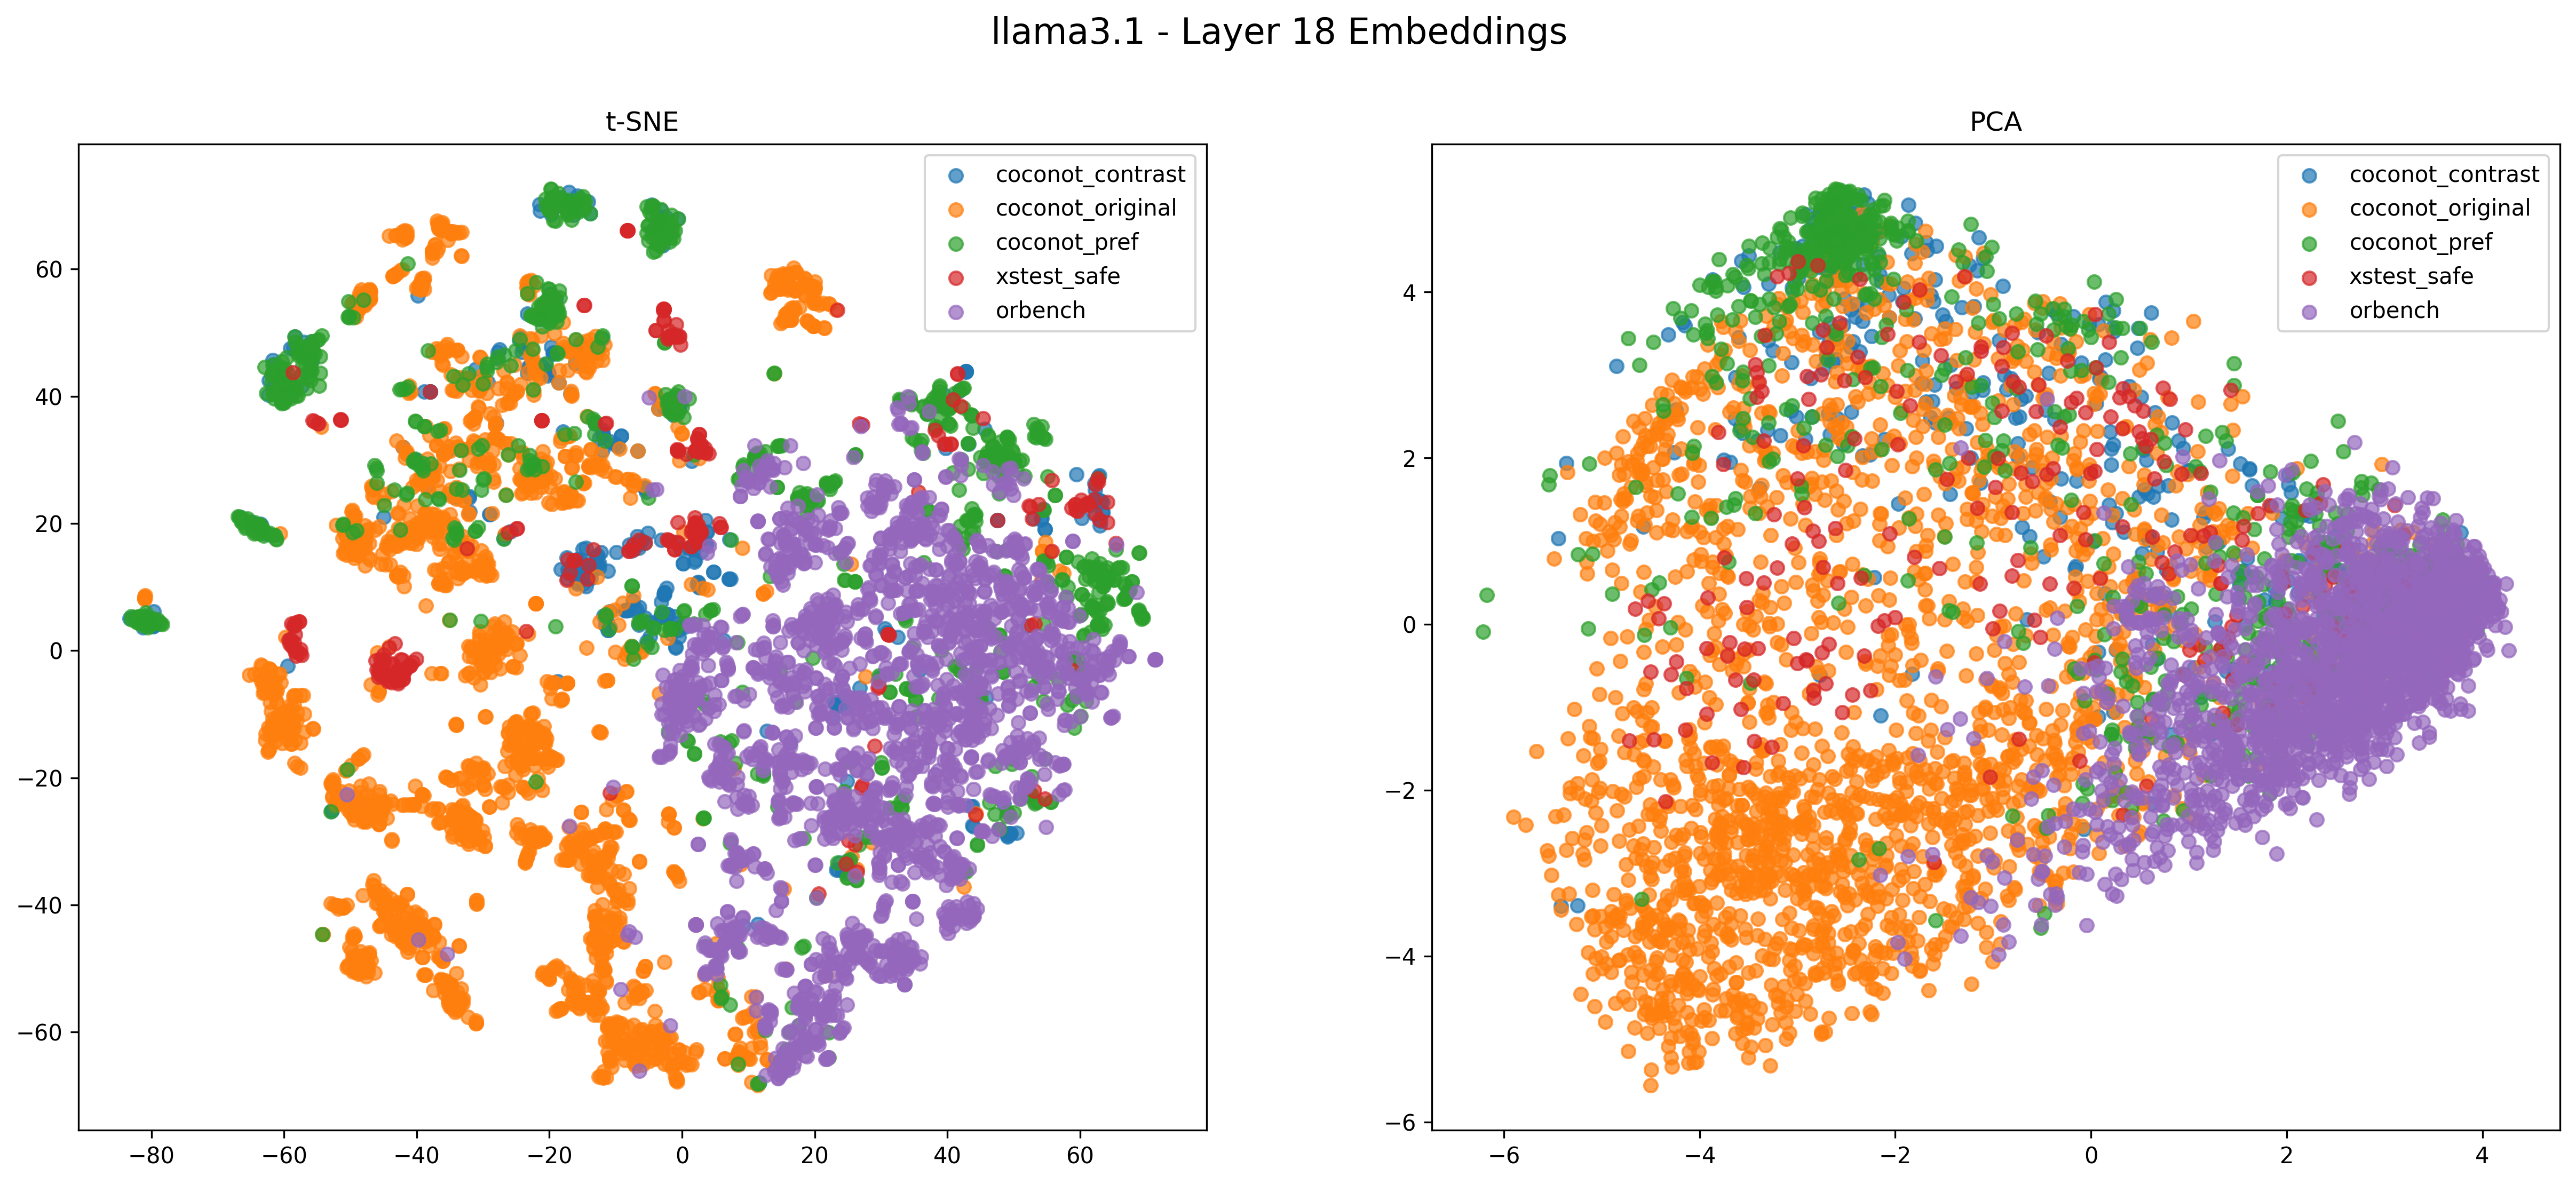 llama3.1 - Layer 18 Embeddings
t-SNE
coconot_contrast
coconot_original
coconot_pref
xstest_safe
orbench
60
40
20
0
−20
−40
−60
−80
−60
−40
−20
0
20
40
60
PCA
coconot_contrast
coconot_original
coconot_pref
xstest_safe
orbench
4
2
0
−2
−4
−6
−6
−4
−2
0
2
4